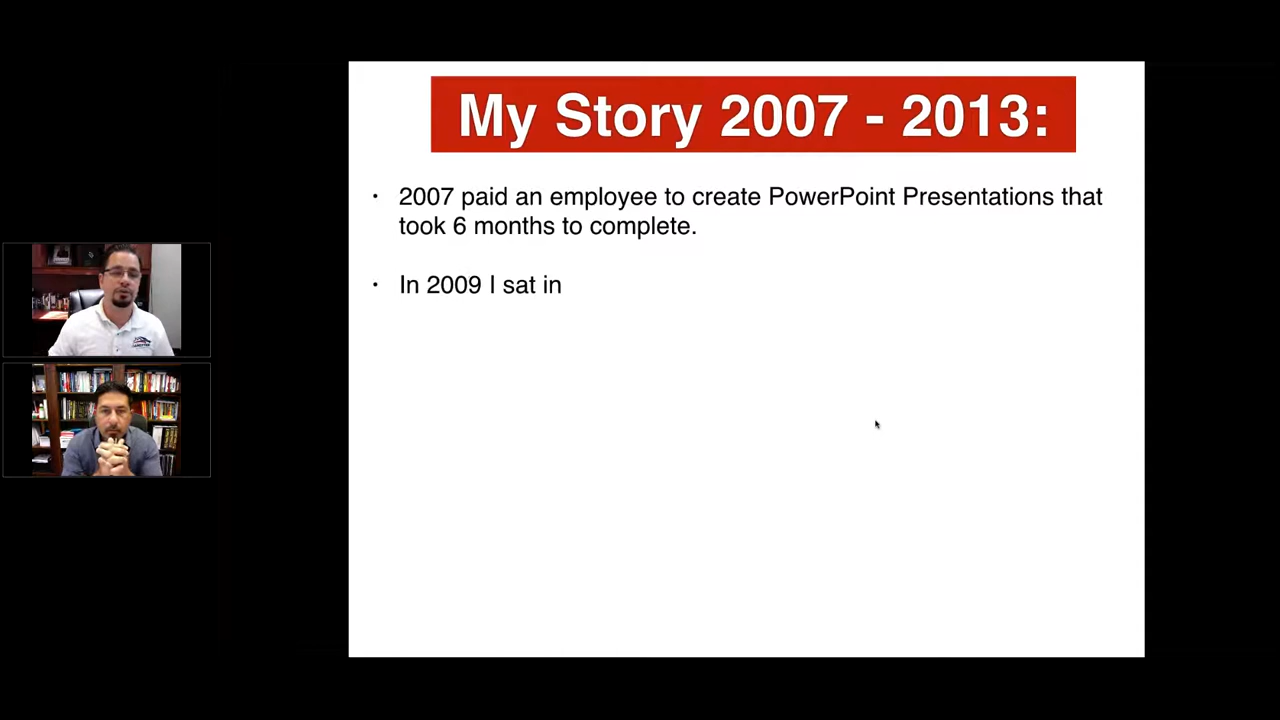 My Story 2007 - 2013:
• 2007 paid an employee to create PowerPoint Presentations that
took 6 months to complete.
• In 2009 I sat in